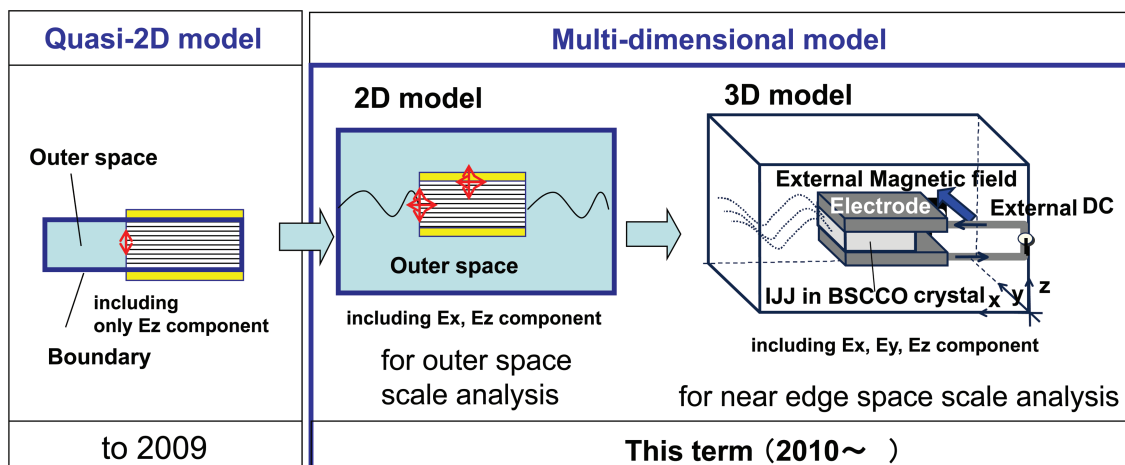 Quasi-2D model
Multi-dimensional model
Outer space
including
only Ez component
Boundary
2D model
Outer space
including Ex, Ez component
for outer space
scale analysis
3D model
External Magnetic field
Electrode
External DC
IJJ in BSCCO crystal
x
y
z
including Ex, Ey, Ez component
for near edge space scale analysis
to 2009
This term（2010～ ）